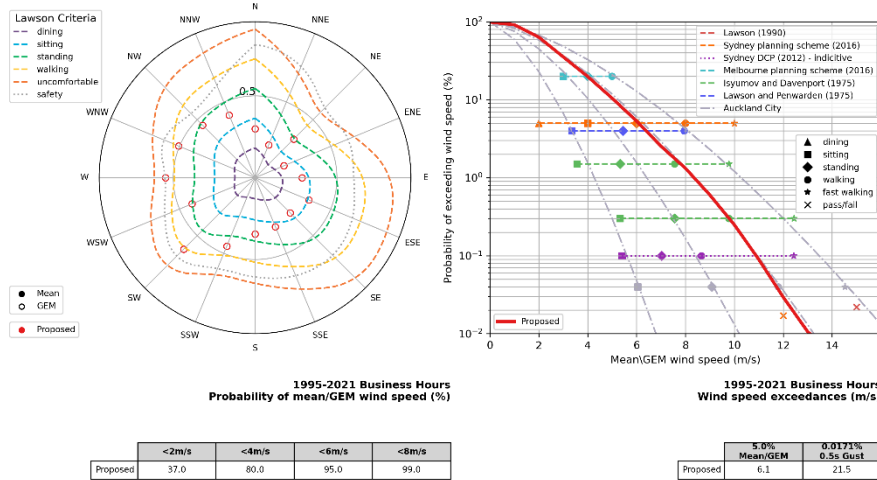 Lawson Criteria
dining
sitting
standing
walking
uncomfortable
safety
N
NNE
NE
ENE
E
ESE
SE
SSE
S
SSW
SW
WSW
W
WNW
NW
NNW
0.5
Mean
GEM
Proposed
1995-2021 Business Hours
Probability of mean/GEM wind speed (%)
<2m/s <4m/s <6m/s <8m/s
Proposed 37.0 80.0 95.0 99.0
Probability of exceeding wind speed (%)
10²
10¹
10⁰
10⁻¹
10⁻²
0 2 4 6 8 10 12 14
Mean\GEM wind speed (m/s)
Lawson (1990)
Sydney planning scheme (2016)
Sydney DCP (2012) - Indicitive
Melbourne planning scheme (2016)
Isyumov and Davenport (1975)
Lawson and Penwarden (1975)
Auckland City
dining
sitting
standing
walking
fast walking
pass/fail
Proposed
1995-2021 Business Hours
Wind speed exceedances (m/s
5.0% 0.0171%
Mean/GEM 0.5s Gust
Proposed 6.1 21.5